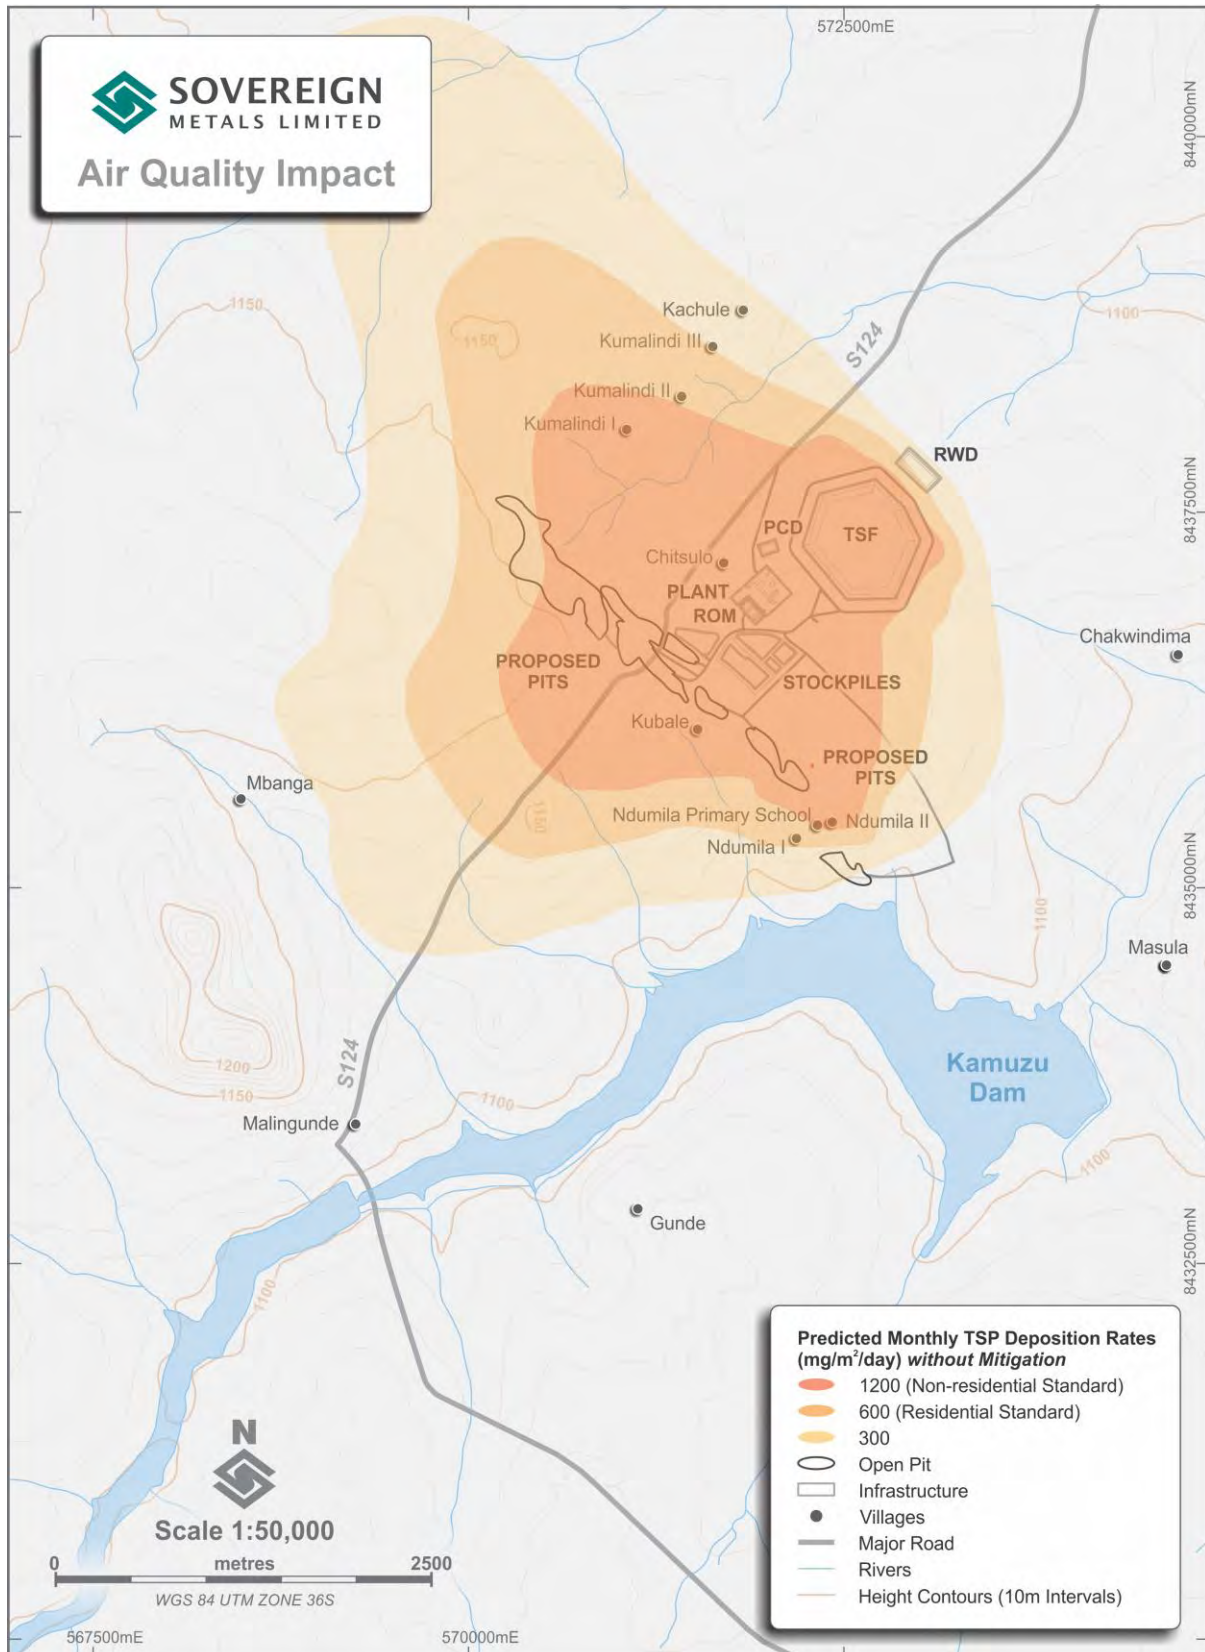 572500mE
SOVEREIGN
METALS LIMITED
Air Quality Impact
8440000mN
1150
1100
Kachule
S124
Kumalindi III
1150
Kumalindi II
Kumalindi I
RWD
8437500mN
PCD
TSF
Chitsulo
PLANT
ROM
Chakwindima
PROPOSED
PITS
STOCKPILES
Kubale
PROPOSED
PITS
Mbanga
1150
Ndumila Primary School
Ndumila II
Ndumila I
8435000mN
1100
Masula
1200
1150
S124
Kamuzu
Dam
1100
Malingunde
1100
Gunde
8432500mN
1100
Predicted Monthly TSP Deposition Rates
(mg/m²/day) without Mitigation
1200 (Non-residential Standard)
600 (Residential Standard)
300
Open Pit
Infrastructure
Villages
Major Road
Rivers
Height Contours (10m Intervals)
N
Scale 1:50,000
0 metres 2500
WGS 84 UTM ZONE 36S
567500mE
570000mE